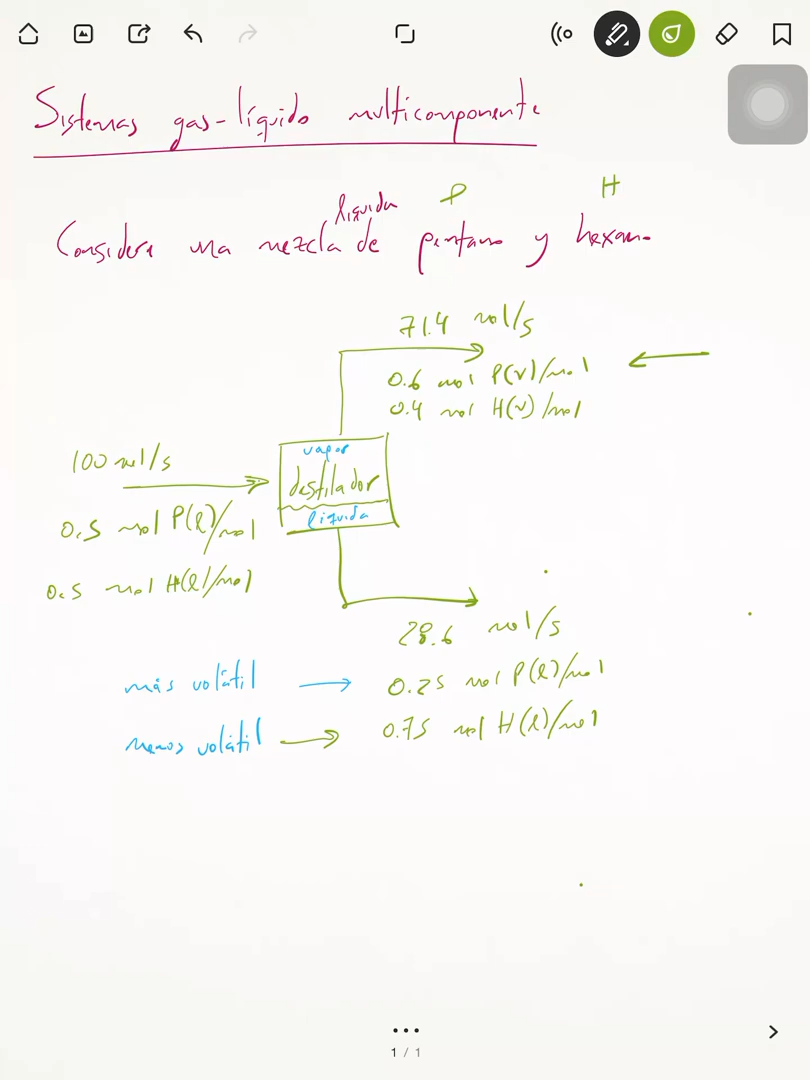 Sistemas gas-líquido multicomponente
P H
líquida
Considere una mezcla de pentano y hexano
71.4 mol/s
0.6 mol P(v)/mol
0.4 mol H(v)/mol
100 mol/s
vapor
destilador
líquida
0.5 mol P(l)/mol
0.5 mol H(l)/mol
28.6 mol/s
más volátil → 0.25 mol P(l)/mol
menos volátil → 0.75 mol H(l)/mol
1 / 1